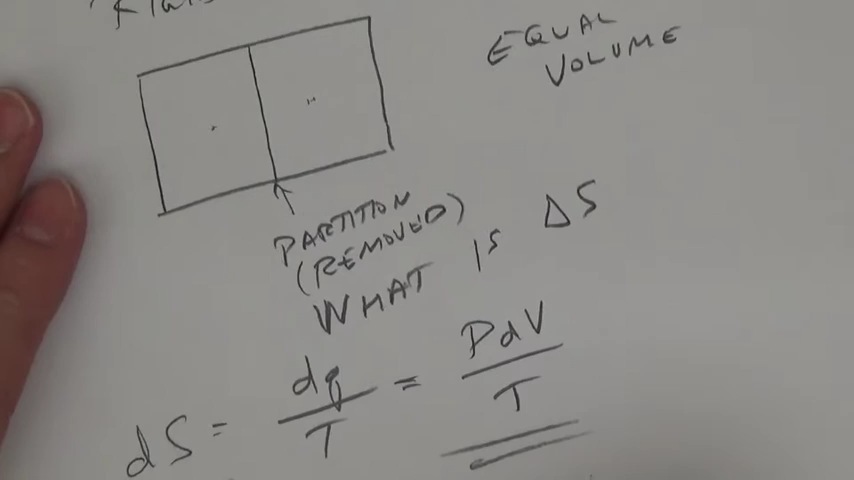 EQUAL
VOLUME
PARTITION
(REMOVED)
WHAT IS ΔS
dS = dq/T = PdV/T